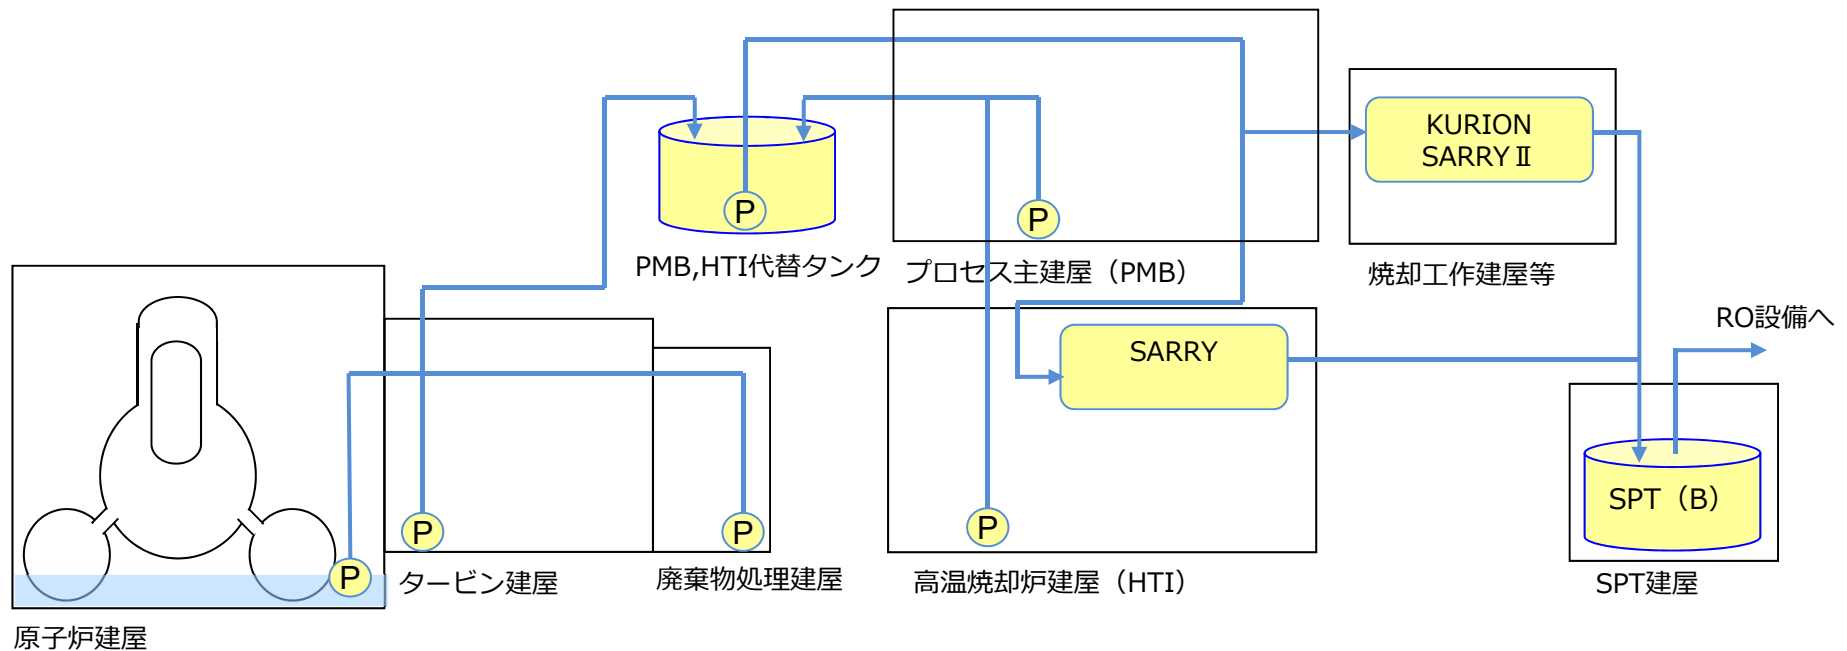 KURION
SARRYⅡ
P
P
PMB,HTI代替タンク
プロセス主建屋（PMB）
焼却工作建屋等
RO設備へ
SARRY
SPT（B）
P
P
P
P
タービン建屋
廃棄物処理建屋
高温焼却炉建屋（HTI）
SPT建屋
原子炉建屋